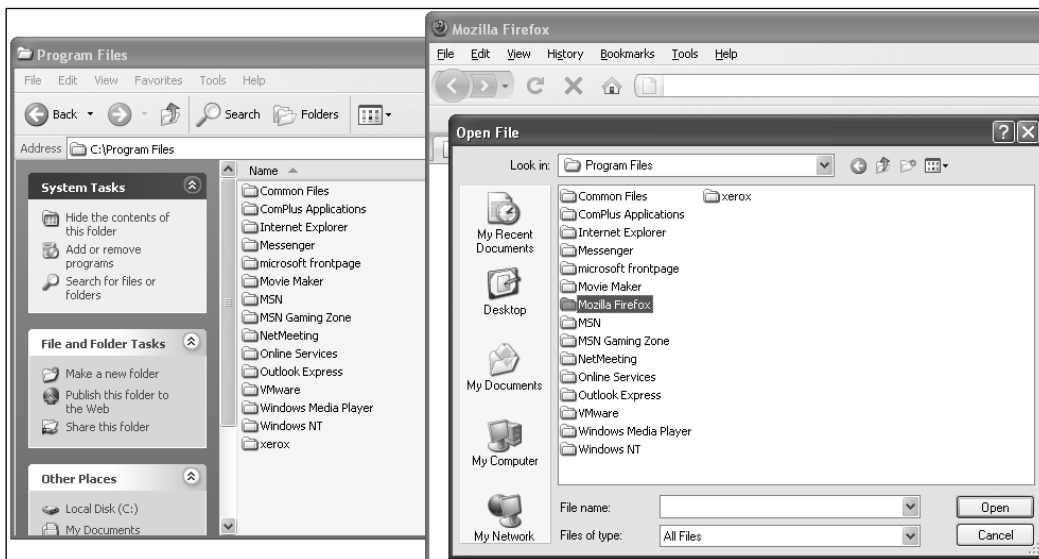 Program Files
File Edit View Favorites Tools Help
Back Search Folders
Address C:\Program Files
System Tasks
Hide the contents of
this folder
Add or remove
programs
Search for files or
folders
File and Folder Tasks
Make a new folder
Publish this folder to
the Web
Share this folder
Other Places
Local Disk (C:)
My Documents
Name
Common Files
ComPlus Applications
Internet Explorer
Messenger
microsoft frontpage
Movie Maker
MSN
MSN Gaming Zone
NetMeeting
Online Services
Outlook Express
VMware
Windows Media Player
Windows NT
xerox
Mozilla Firefox
File Edit View History Bookmarks Tools Help
Open File
Look in: Program Files
My Recent
Documents
Desktop
My Documents
My Computer
My Network
Common Files
ComPlus Applications
Internet Explorer
Messenger
microsoft frontpage
Movie Maker
Mozilla Firefox
MSN
MSN Gaming Zone
NetMeeting
Online Services
Outlook Express
VMware
Windows Media Player
Windows NT
xerox
File name: Open
Files of type: All Files Cancel